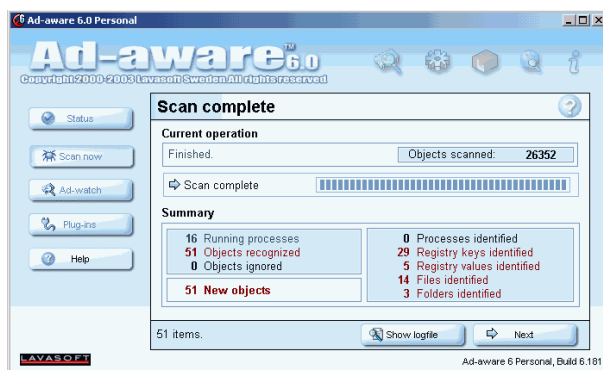 Ad-aware 6.0 Personal
Ad-aware™ 6.0
Copyright 2000-2003 Lavasoft Sweden. All rights reserved
Status
Scan now
Ad-watch
Plug-ins
Help
Scan complete
Current operation
Finished.
Objects scanned: 26352
Scan complete
Summary
16 Running processes
51 Objects recognized
0 Objects ignored
51 New objects
0 Processes identified
29 Registry keys identified
5 Registry values identified
14 Files identified
3 Folders identified
51 items.
Show logfile
Next
LAVASOFT
Ad-aware 6 Personal, Build 6.181